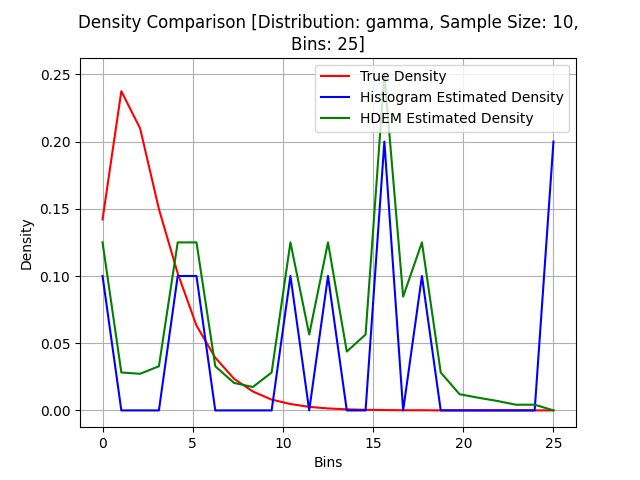 Density Comparison [Distribution: gamma, Sample Size: 10,
Bins: 25]
True Density
Histogram Estimated Density
HDEM Estimated Density
Density
0.25
0.20
0.15
0.10
0.05
0.00
0 5 10 15 20 25
Bins